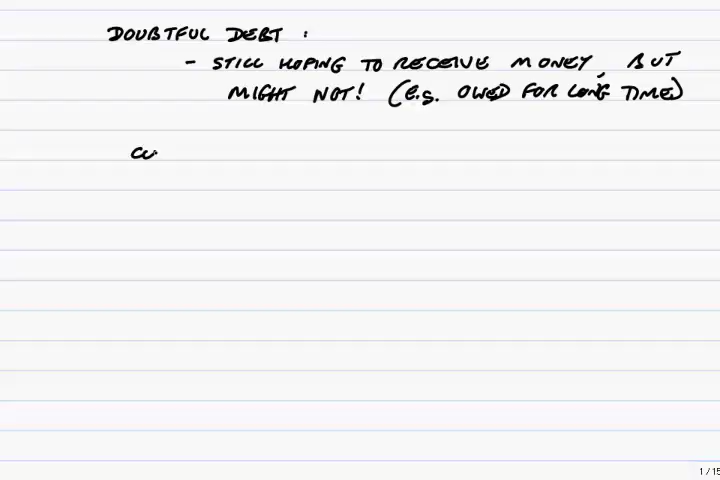 DOUBTFUL DEBT :
- STILL HOPING TO RECEIVE MONEY, BUT
MIGHT NOT! (e.g. OWED FOR LONG TIME)
1 / 15